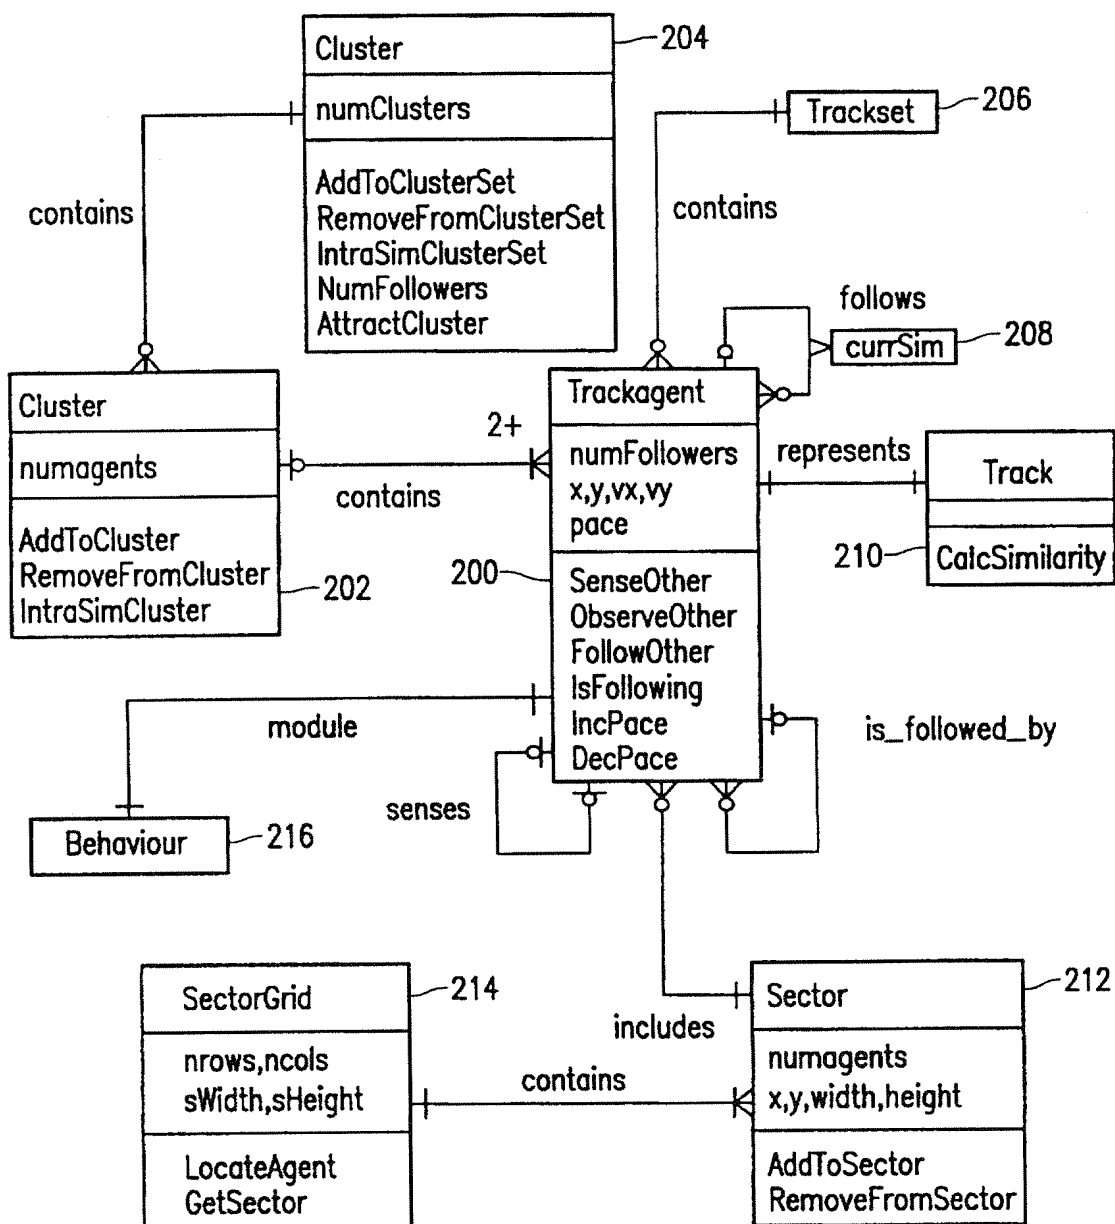 Cluster
204
numClusters
AddToClusterSet
RemoveFromClusterSet
IntraSimClusterSet
NumFollowers
AttractCluster
contains
Trackset
206
contains
follows
currSim
208
Cluster
numagents
AddToCluster
RemoveFromCluster
IntraSimCluster
202
2+
contains
Trackagent
numFollowers
x,y,vx,vy
pace
200
SenseOther
ObserveOther
FollowOther
IsFollowing
IncPace
DecPace
represents
Track
210
CalcSimilarity
module
senses
is_followed_by
Behaviour
216
SectorGrid
214
nrows,ncols
sWidth,sHeight
LocateAgent
GetSector
contains
includes
Sector
212
numagents
x,y,width,height
AddToSector
RemoveFromSector